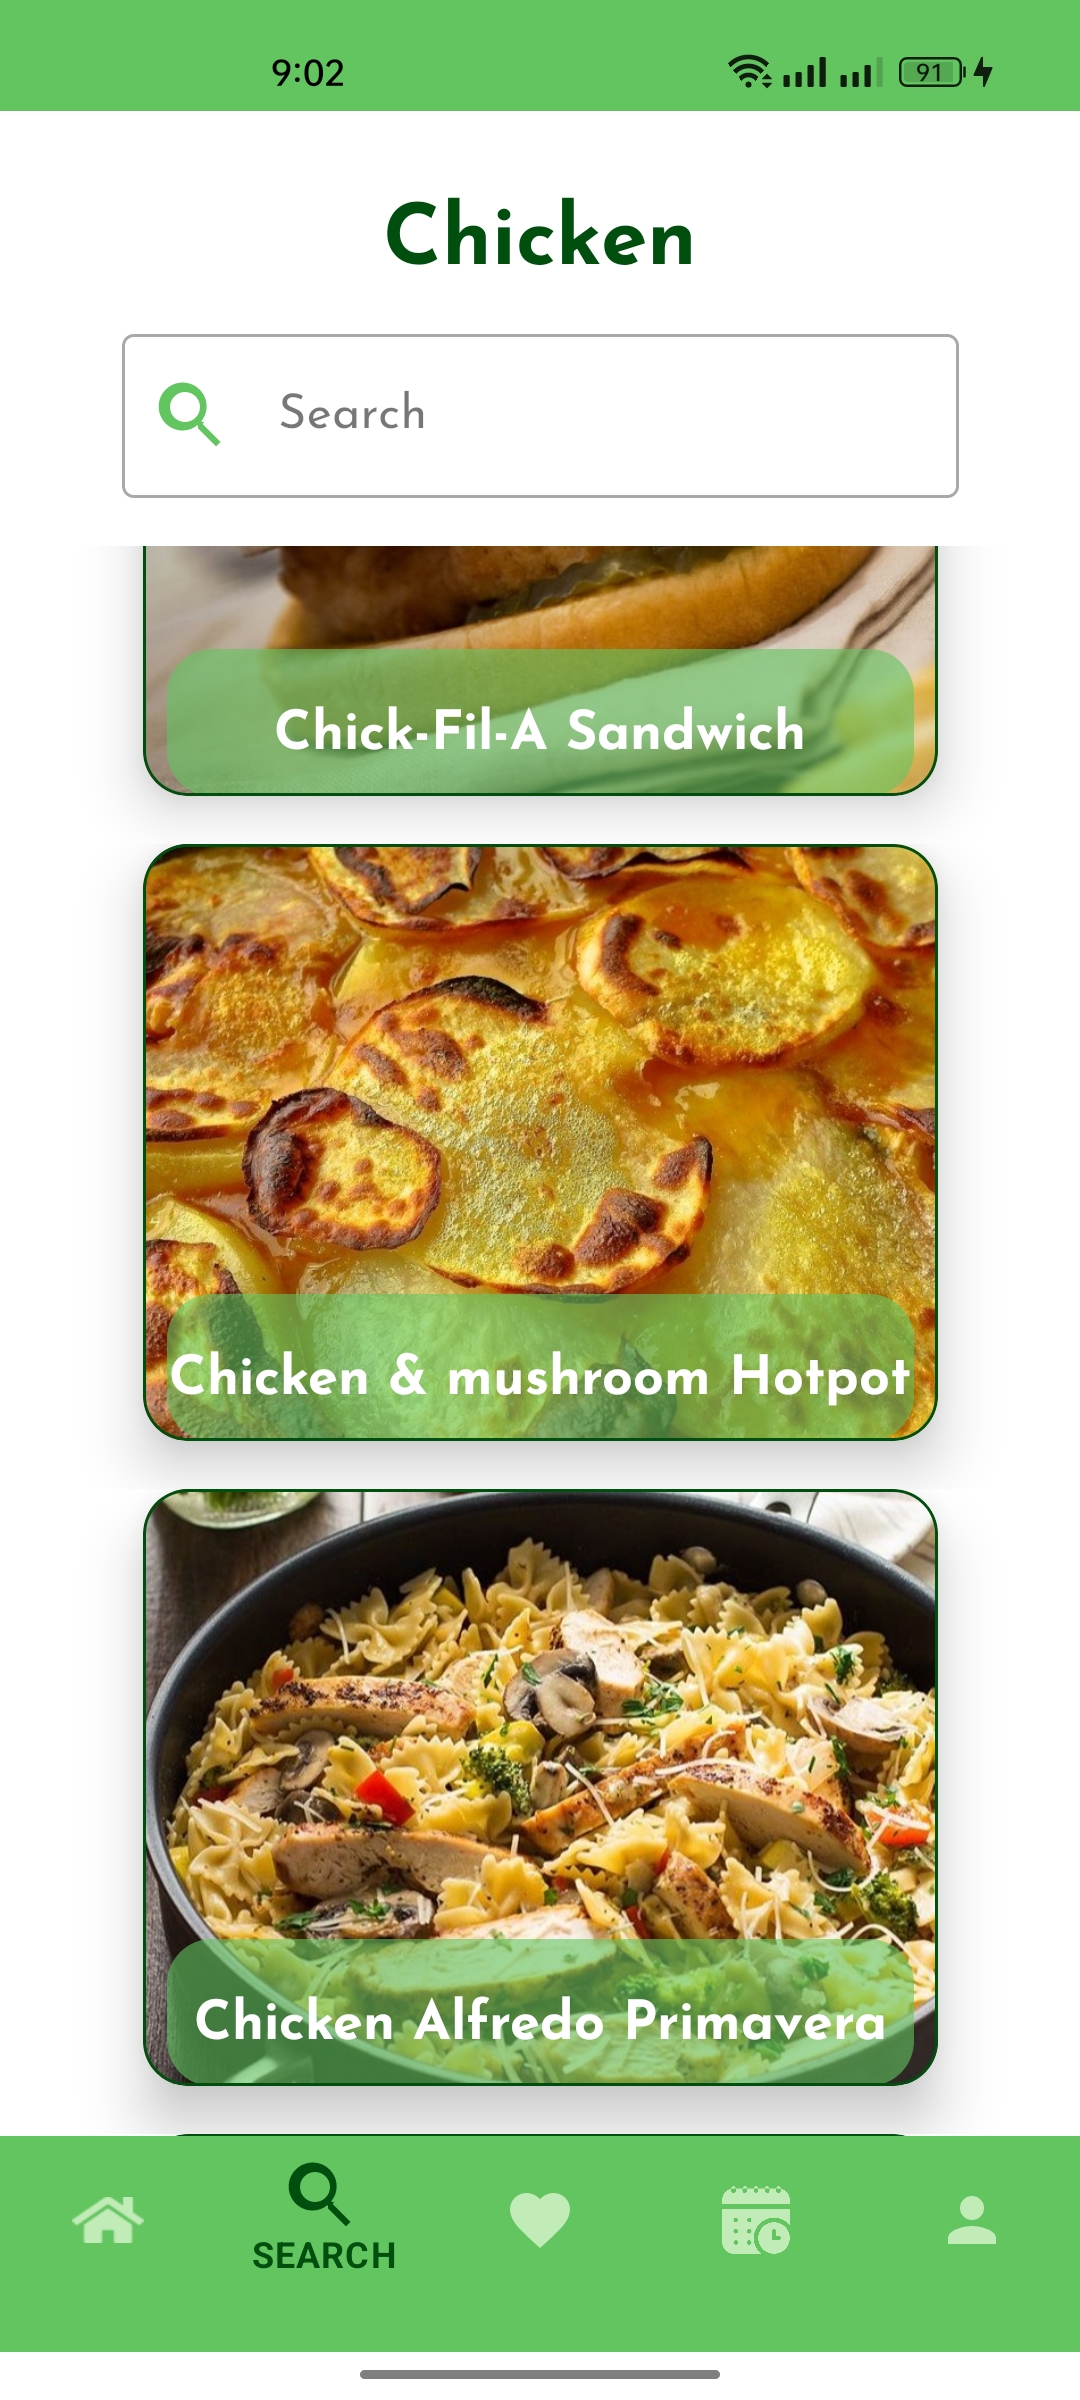 9:02
91
Chicken
Search
Chick-Fil-A Sandwich
Chicken & mushroom Hotpot
Chicken Alfredo Primavera
SEARCH